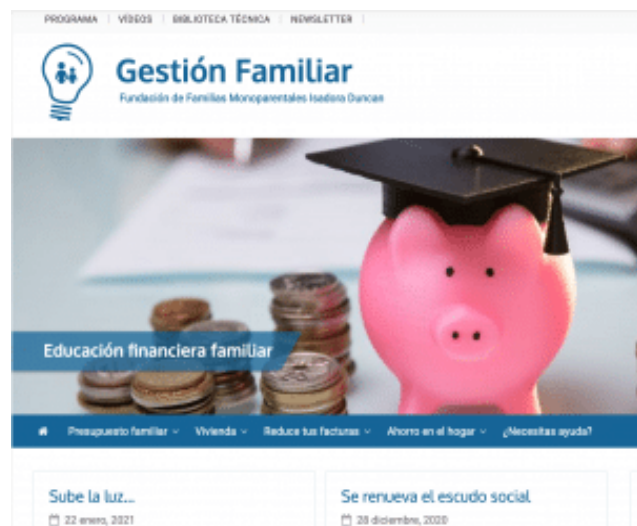 PROGRAMA VÍDEOS BIBLIOTECA TÉCNICA NEWSLETTER
Gestión Familiar
Fundación de Familias Monoparentales Isadora Duncan
Educación financiera familiar
Presupuesto familiar Vivienda Reduce tus facturas Ahorro en el hogar ¿Necesitas ayuda?
Sube la luz... Se renueva el escudo social
22 enero, 2021 28 diciembre, 2020